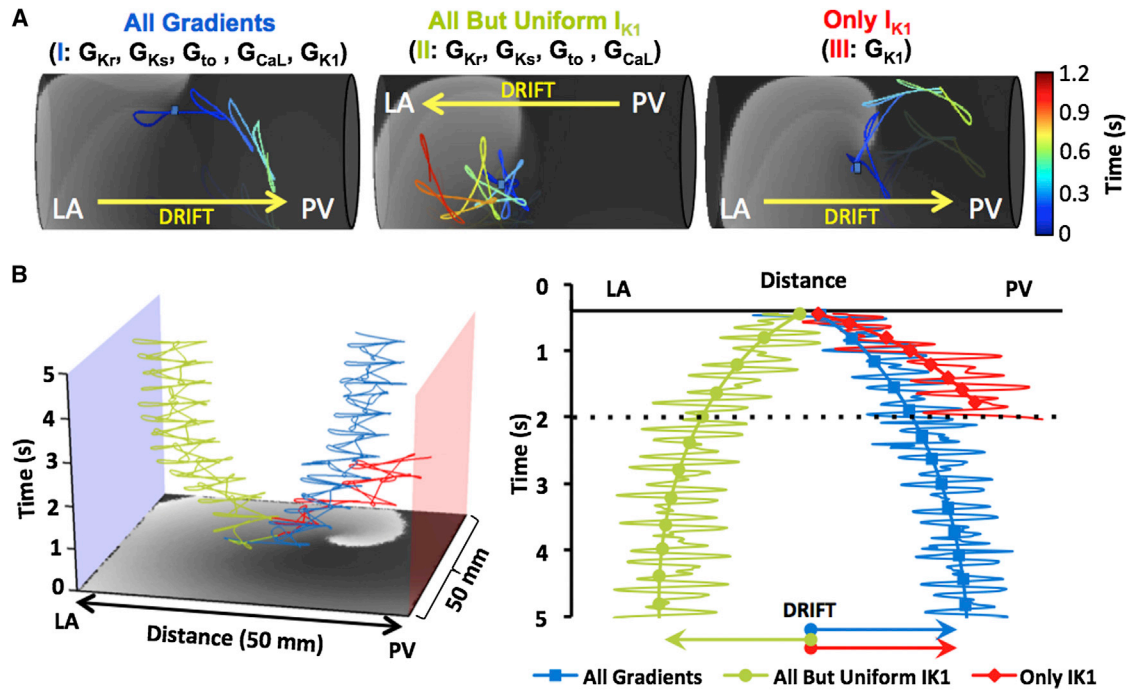 A
All Gradients
(I: GKr, GKs, Gto , GCaL, GK1)
All But Uniform IK1
(II: GKr, GKs, Gto , GCaL)
Only IK1
(III: GK1)
LA
DRIFT
PV
LA
DRIFT
PV
LA
DRIFT
PV
1.2
0.9
0.6
0.3
0
Time (s)
B
5
4
3
2
1
0
Time (s)
LA
Distance (50 mm)
PV
50 mm
LA
Distance
PV
0
1
2
3
4
5
Time (s)
DRIFT
All Gradients
All But Uniform IK1
Only IK1